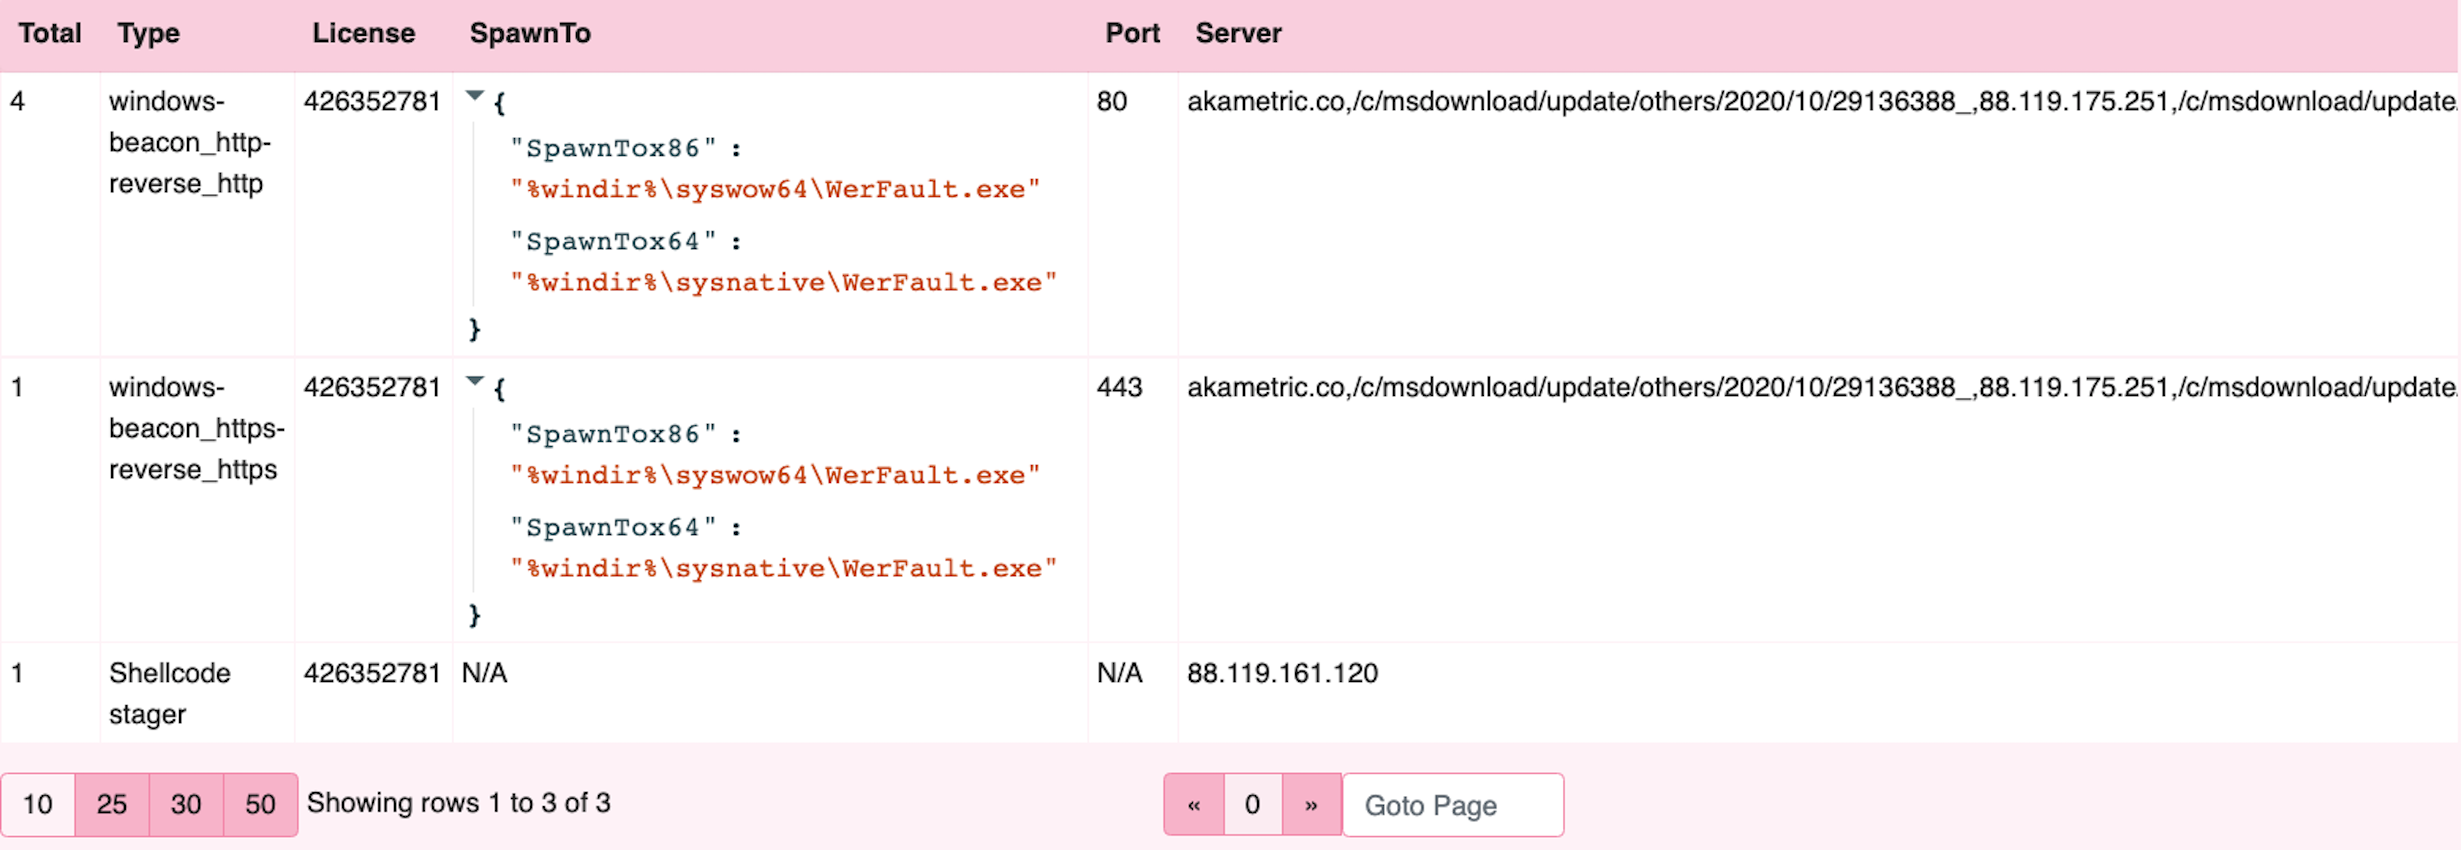 Total Type License SpawnTo Port Server
4 windows- 426352781 { 80 akametric.co,/c/msdownload/update/others/2020/10/29136388_,88.119.175.251,/c/msdownload/update
beacon_http-
reverse_http
"SpawnTox86" :
"%windir%\syswow64\WerFault.exe"
"SpawnTox64" :
"%windir%\sysnative\WerFault.exe"
}
1 windows- 426352781 { 443 akametric.co,/c/msdownload/update/others/2020/10/29136388_,88.119.175.251,/c/msdownload/update
beacon_https-
reverse_https
"SpawnTox86" :
"%windir%\syswow64\WerFault.exe"
"SpawnTox64" :
"%windir%\sysnative\WerFault.exe"
}
1 Shellcode 426352781 N/A N/A 88.119.161.120
stager
10 25 30 50 Showing rows 1 to 3 of 3 « 0 » Goto Page